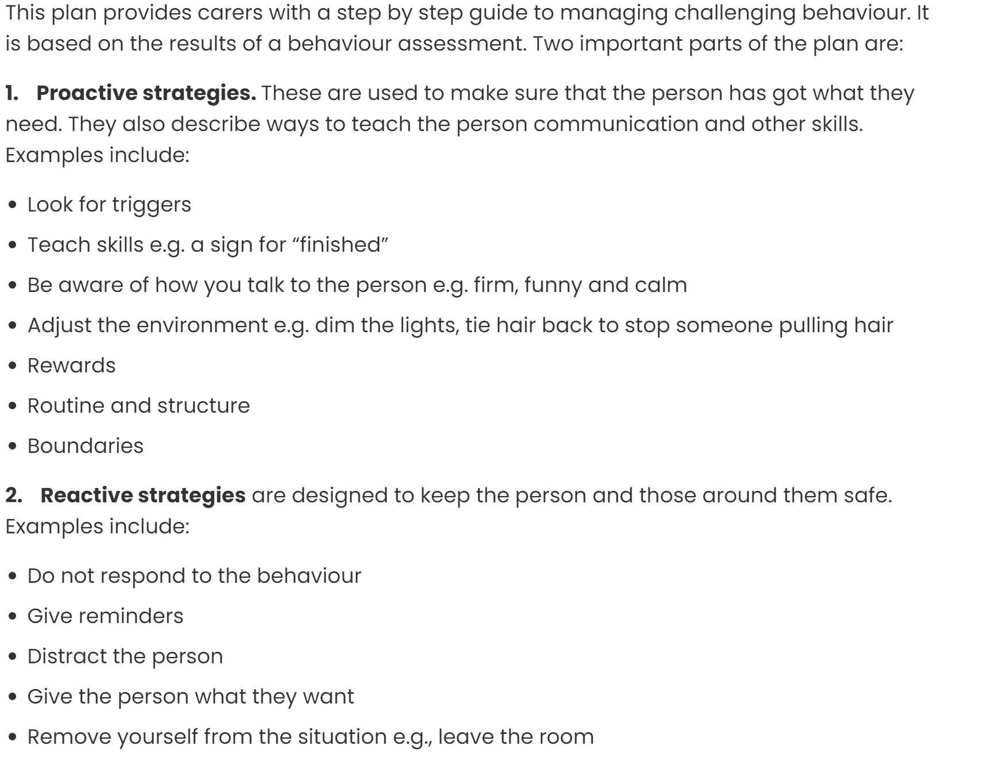 This plan provides carers with a step by step guide to managing challenging behaviour. It
is based on the results of a behaviour assessment. Two important parts of the plan are:
1. Proactive strategies. These are used to make sure that the person has got what they
need. They also describe ways to teach the person communication and other skills.
Examples include:
• Look for triggers
• Teach skills e.g. a sign for “finished”
• Be aware of how you talk to the person e.g. firm, funny and calm
• Adjust the environment e.g. dim the lights, tie hair back to stop someone pulling hair
• Rewards
• Routine and structure
• Boundaries
2. Reactive strategies are designed to keep the person and those around them safe.
Examples include:
• Do not respond to the behaviour
• Give reminders
• Distract the person
• Give the person what they want
• Remove yourself from the situation e.g., leave the room